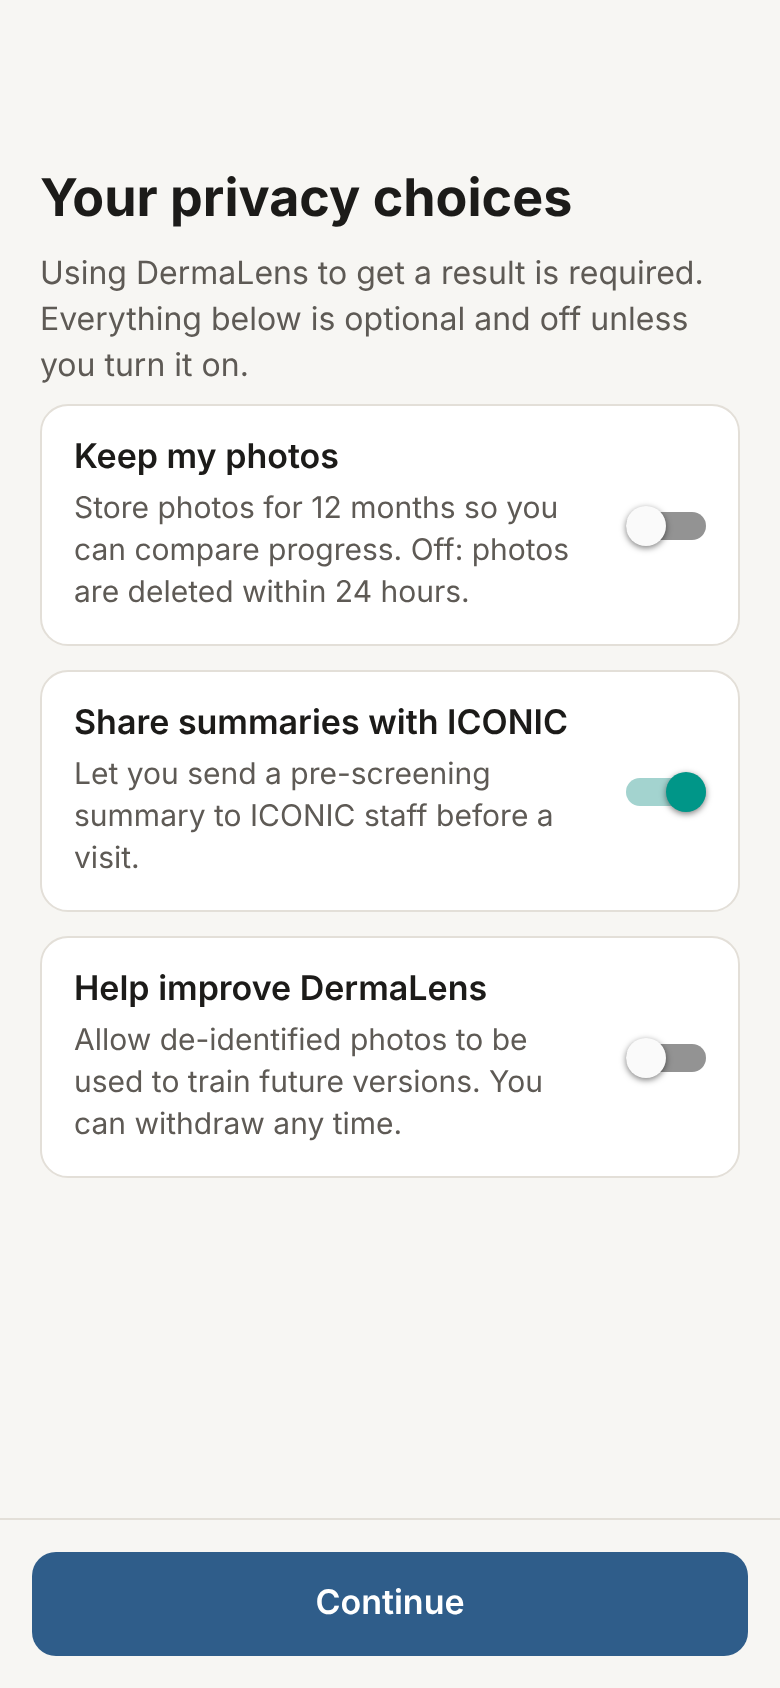 Your privacy choices
Using DermaLens to get a result is required.
Everything below is optional and off unless
you turn it on.
Keep my photos
Store photos for 12 months so you
can compare progress. Off: photos
are deleted within 24 hours.
Share summaries with ICONIC
Let you send a pre-screening
summary to ICONIC staff before a
visit.
Help improve DermaLens
Allow de-identified photos to be
used to train future versions. You
can withdraw any time.
Continue